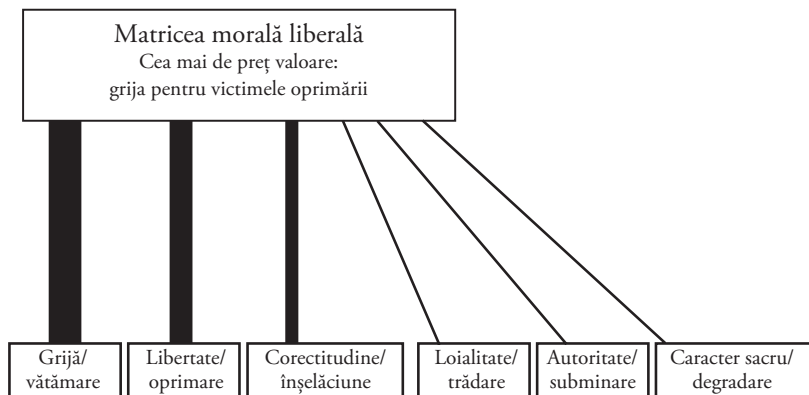 Matricea morală liberală
Cea mai de preț valoare:
grija pentru victimele oprimării
Grijă/
vătămare
Libertate/
oprimare
Corectitudine/
înșelăciune
Loialitate/
trădare
Autoritate/
subminare
Caracter sacru/
degradare